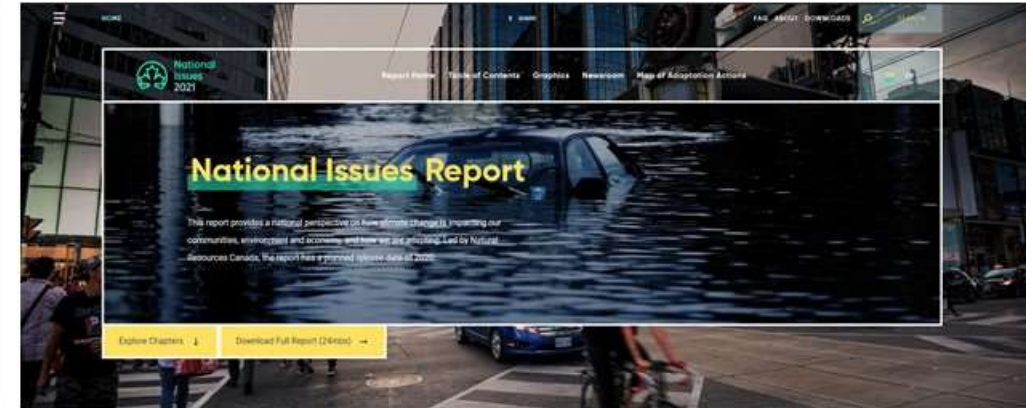 HOME
FAQ ABOUT DOWNLOADS SEARCH
National
Issues
2021
Report Home Table of Contents Graphics Newsroom Map of Adaptation Actions
National Issues Report
This report provides a national perspective on how climate change is impacting our
communities, environment and economy, and how we are adapting. Led by Natural
Resources Canada, the report has a planned release date of 2020.
Explore Chapters ↓
Download Full Report (24mbs) →